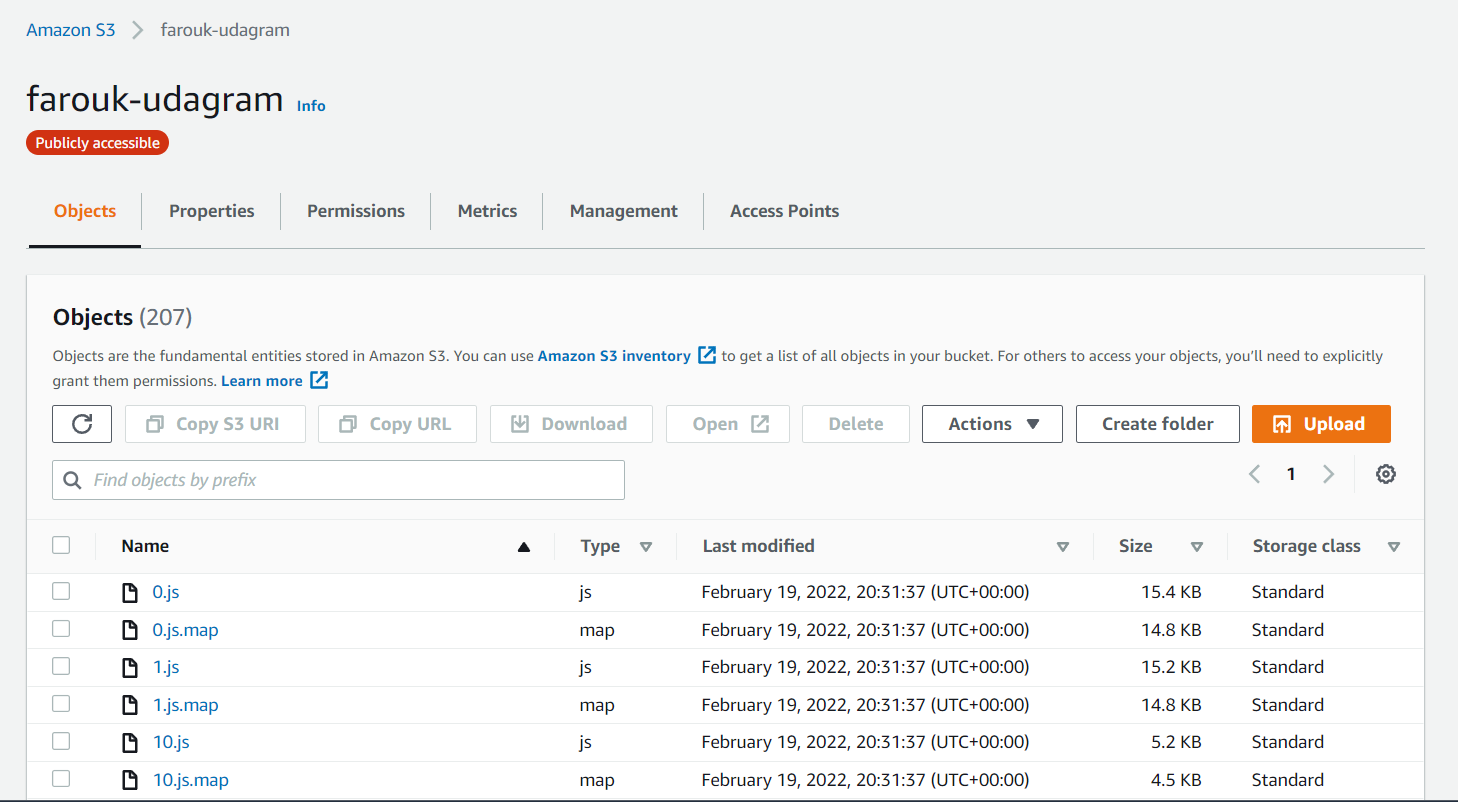 Amazon S3 > farouk-udagram
farouk-udagram Info
Publicly accessible
Objects Properties Permissions Metrics Management Access Points
Objects (207)
Objects are the fundamental entities stored in Amazon S3. You can use Amazon S3 inventory to get a list of all objects in your bucket. For others to access your objects, you’ll need to explicitly
grant them permissions. Learn more
Copy S3 URI Copy URL Download Open Delete Actions Create folder Upload
Find objects by prefix 1
Name Type Last modified Size Storage class
0.js js February 19, 2022, 20:31:37 (UTC+00:00) 15.4 KB Standard
0.js.map map February 19, 2022, 20:31:37 (UTC+00:00) 14.8 KB Standard
1.js js February 19, 2022, 20:31:37 (UTC+00:00) 15.2 KB Standard
1.js.map map February 19, 2022, 20:31:37 (UTC+00:00) 14.8 KB Standard
10.js js February 19, 2022, 20:31:37 (UTC+00:00) 5.2 KB Standard
10.js.map map February 19, 2022, 20:31:37 (UTC+00:00) 4.5 KB Standard